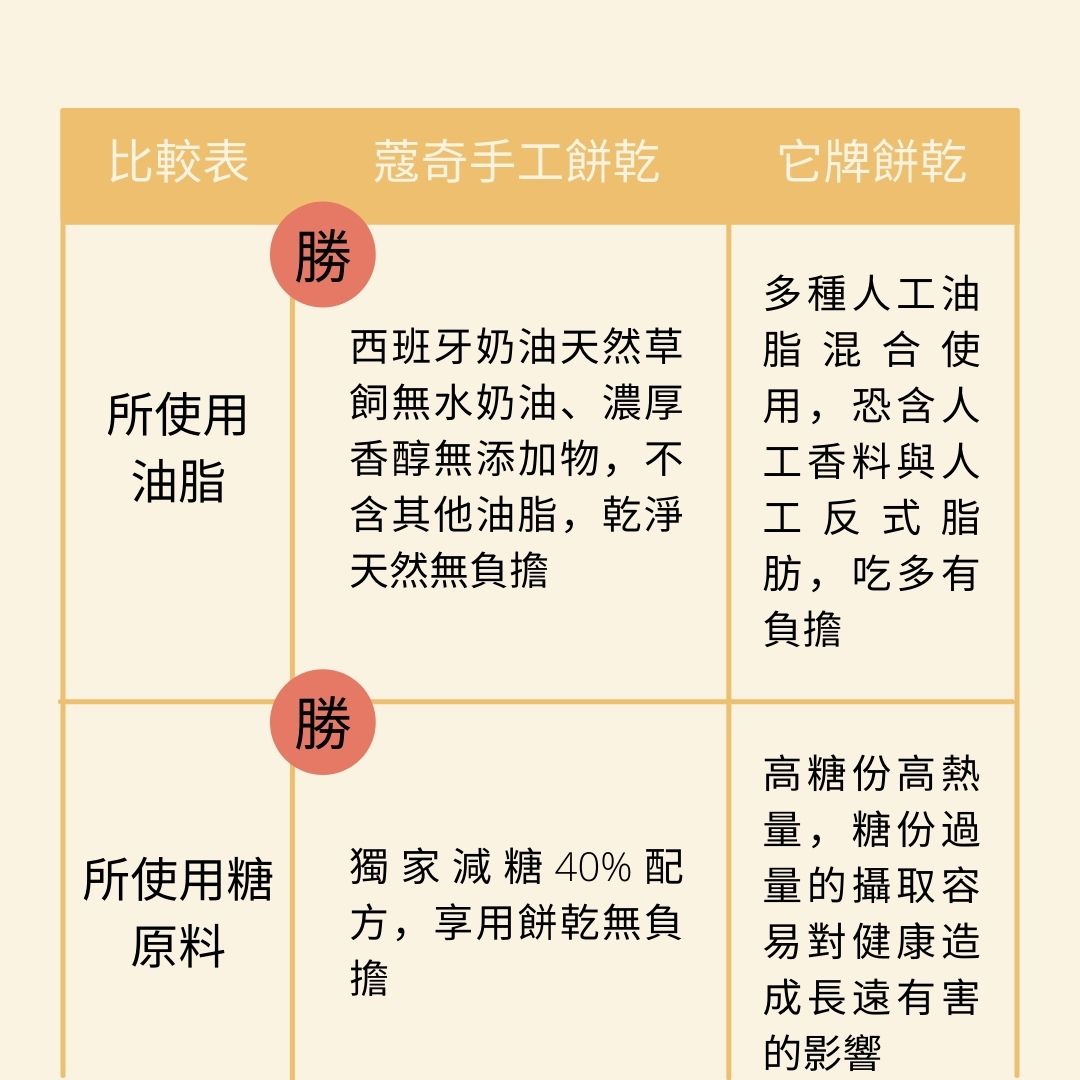 比較表
蔻奇手工餅乾
它牌餅乾
勝
所使用
油脂
西班牙奶油天然草
飼無水奶油、濃厚
香醇無添加物，不
含其他油脂，乾淨
天然無負擔
多種人工油
脂混合使
用，恐含人
工香料與人
工反式脂
肪，吃多有
負擔
勝
所使用糖
原料
獨家減糖40%配
方，享用餅乾無負
擔
高糖份高熱
量，糖份過
量的攝取容
易對健康造
成長遠有害
的影響